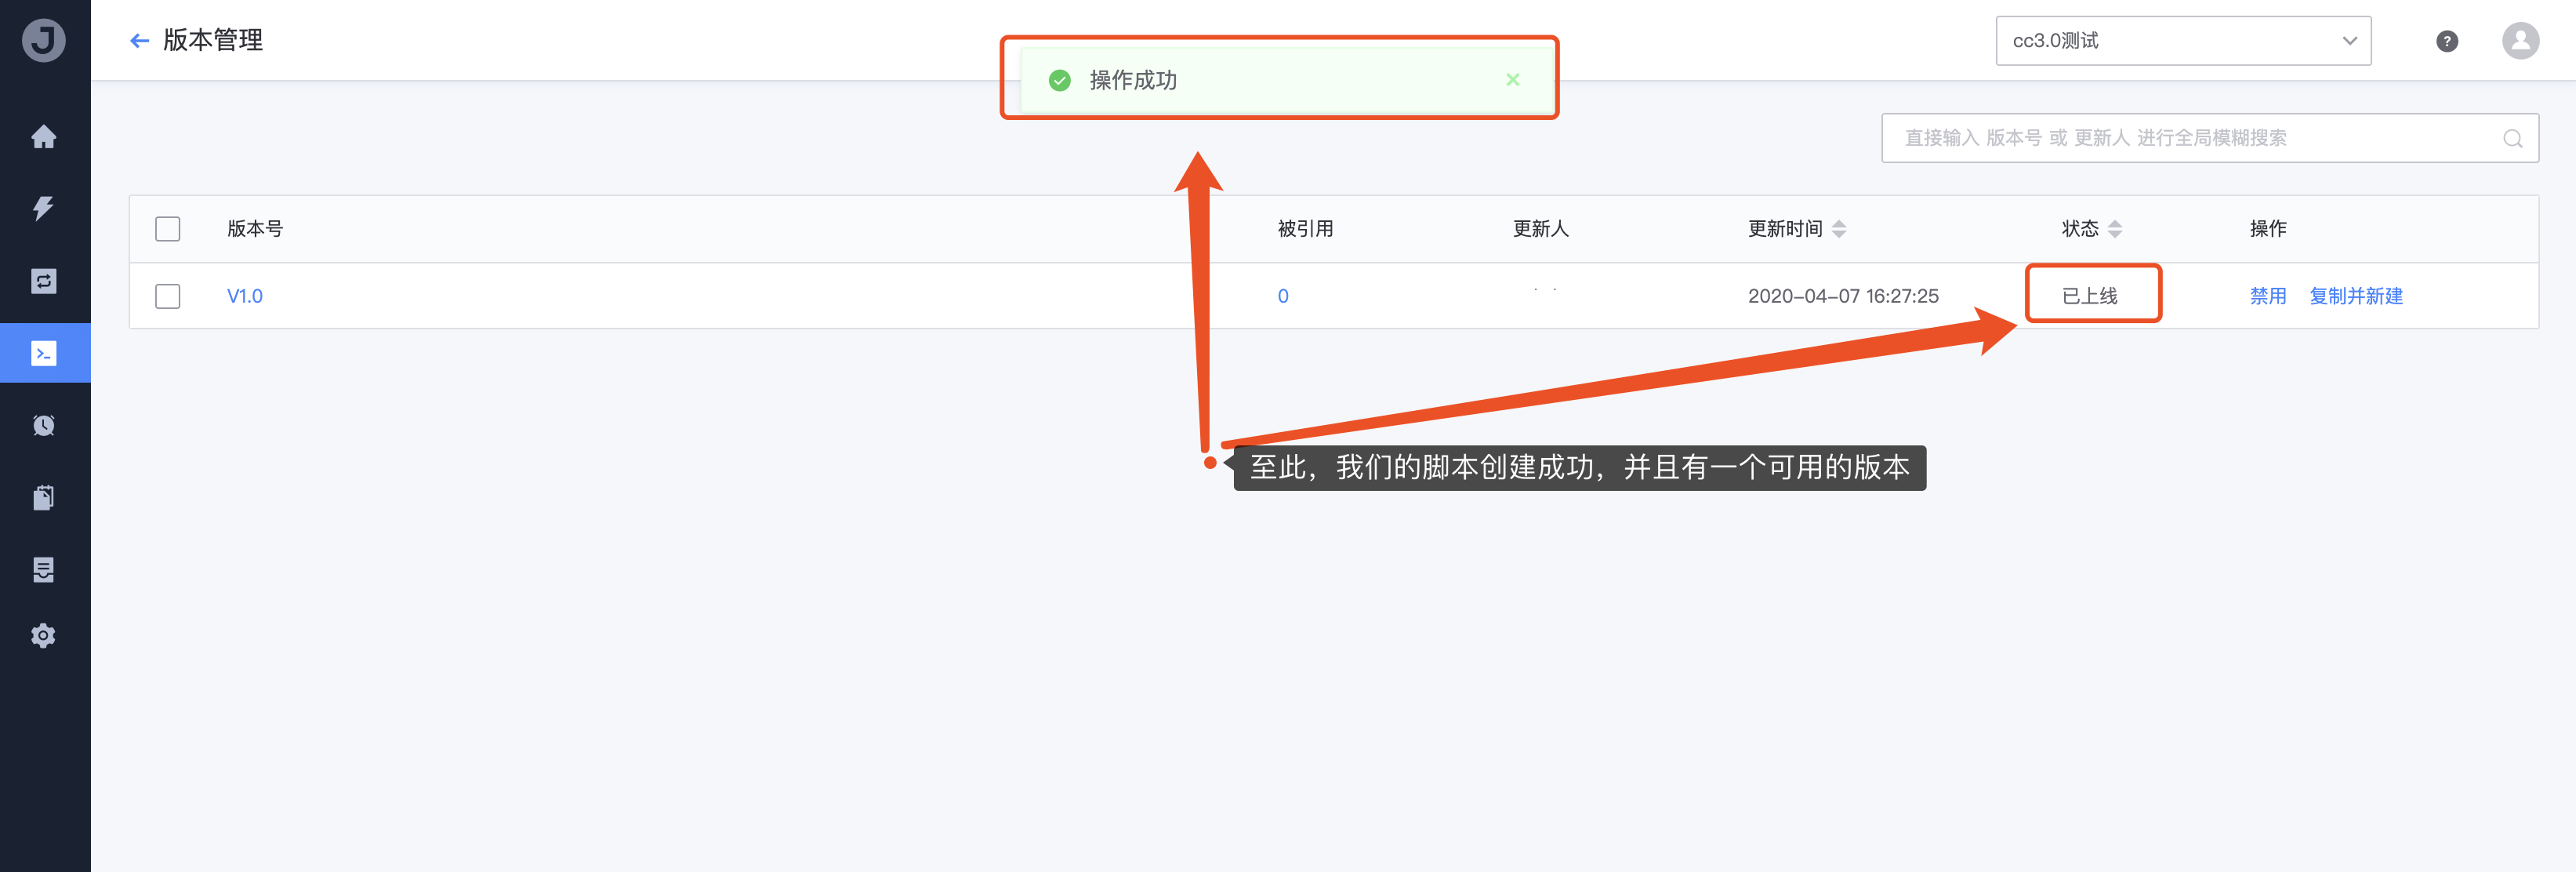 版本管理
操作成功
cc3.0测试
直接输入 版本号 或 更新人 进行全局模糊搜索
版本号 被引用 更新人 更新时间 状态 操作
V1.0 0 2020-04-07 16:27:25 已上线 禁用 复制并新建
至此，我们的脚本创建成功，并且有一个可用的版本